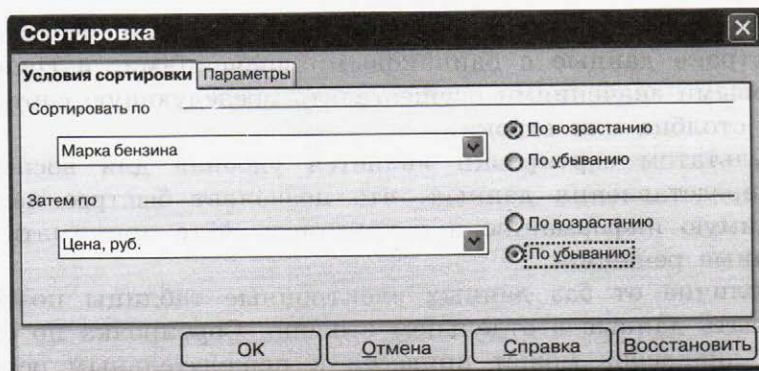 Сортировка
Условия сортировки Параметры
Сортировать по
Марка бензина
По возрастанию
По убыванию
Затем по
Цена, руб.
По возрастанию
По убыванию
OK Отмена Справка Восстановить